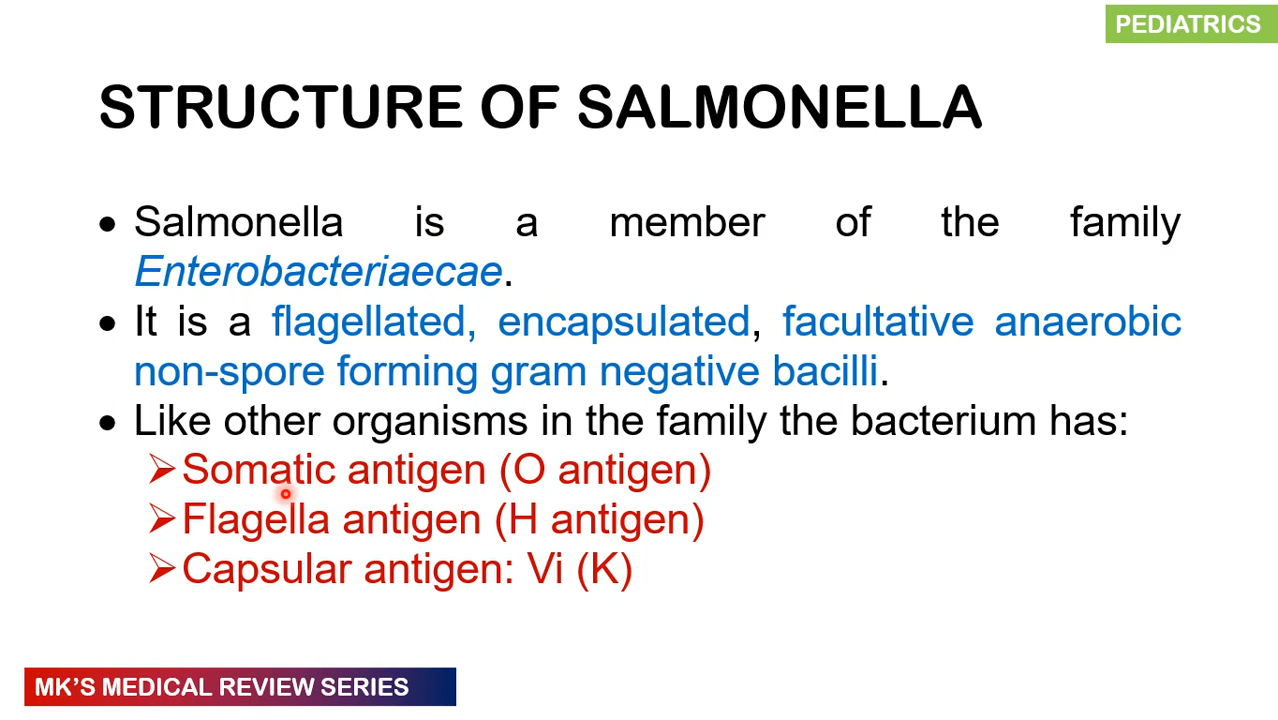 PEDIATRICS
STRUCTURE OF SALMONELLA
• Salmonella is a member of the family
Enterobacteriaecae.
• It is a flagellated, encapsulated, facultative anaerobic
non-spore forming gram negative bacilli.
• Like other organisms in the family the bacterium has:
➢Somatic antigen (O antigen)
➢Flagella antigen (H antigen)
➢Capsular antigen: Vi (K)
MK'S MEDICAL REVIEW SERIES